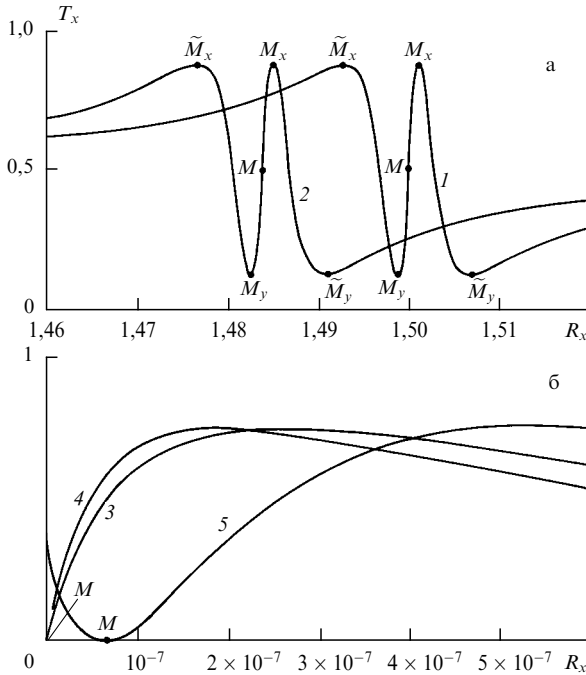 T_x
1,0
M̃_x M_x M̃_x M_x
а
0,5
M 2 M 1
M_y M̃_y M_y M̃_y
0
1,46 1,47 1,48 1,49 1,50 1,51 R_x
1
б
4
3
5
M
M
0 10⁻⁷ 2 × 10⁻⁷ 3 × 10⁻⁷ 4 × 10⁻⁷ 5 × 10⁻⁷ R_x